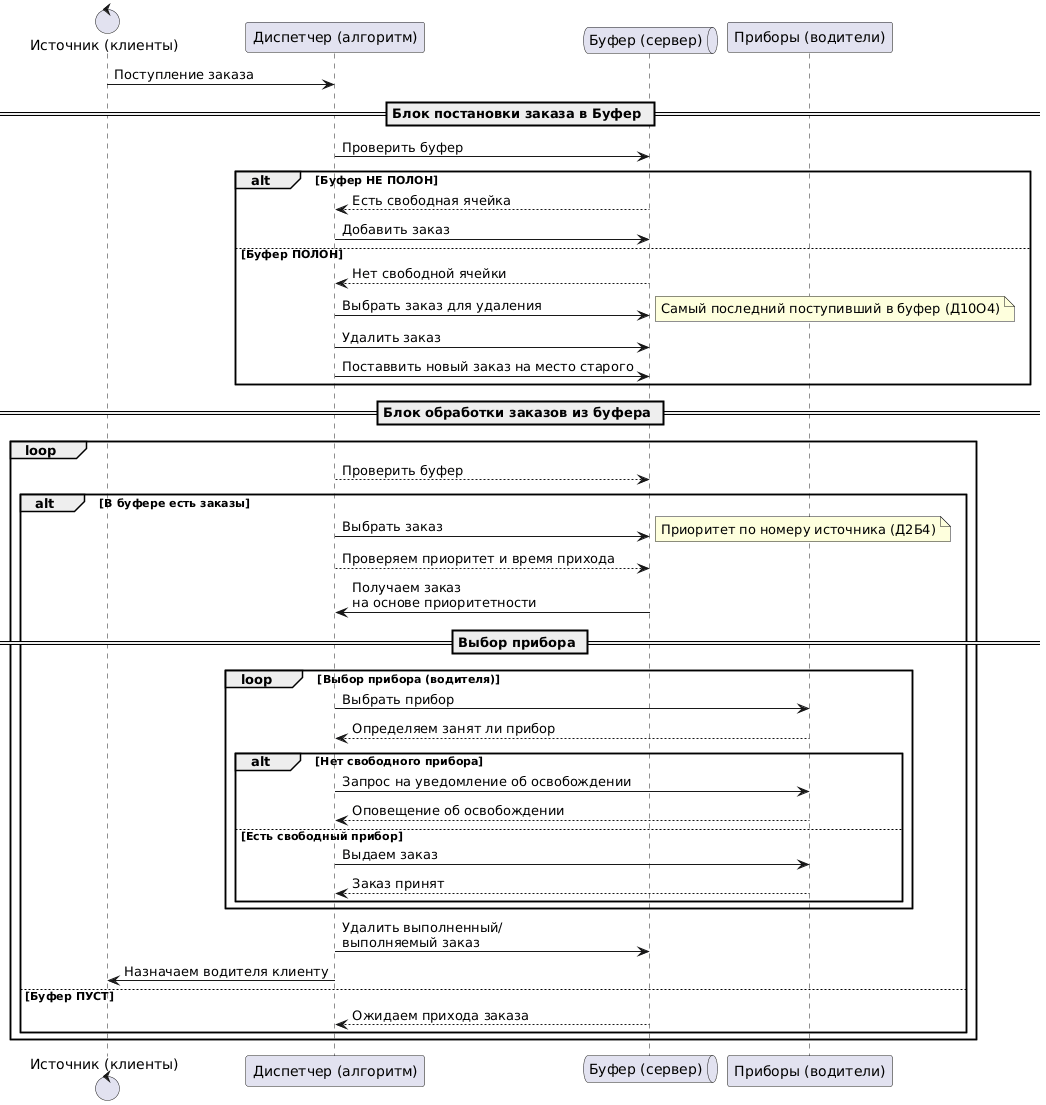 Источник (клиенты)
Диспетчер (алгоритм)
Буфер (сервер)
Приборы (водители)
Поступление заказа
Блок постановки заказа в Буфер
Проверить буфер
alt
[Буфер НЕ ПОЛОН]
Есть свободная ячейка
Добавить заказ
[Буфер ПОЛОН]
Нет свободной ячейки
Выбрать заказ для удаления
Самый последний поступивший в буфер (Д10О4)
Удалить заказ
Поставвить новый заказ на место старого
Блок обработки заказов из буфера
loop
Проверить буфер
alt
[В буфере есть заказы]
Выбрать заказ
Приоритет по номеру источника (Д2Б4)
Проверяем приоритет и время прихода
Получаем заказ
на основе приоритетности
Выбор прибора
loop
[Выбор прибора (водителя)]
Выбрать прибор
Определяем занят ли прибор
alt
[Нет свободного прибора]
Запрос на уведомление об освобождении
Оповещение об освобождении
[Есть свободный прибор]
Выдаем заказ
Заказ принят
Удалить выполненный/
выполняемый заказ
Назначаем водителя клиенту
[Буфер ПУСТ]
Ожидаем прихода заказа
Источник (клиенты)
Диспетчер (алгоритм)
Буфер (сервер)
Приборы (водители)